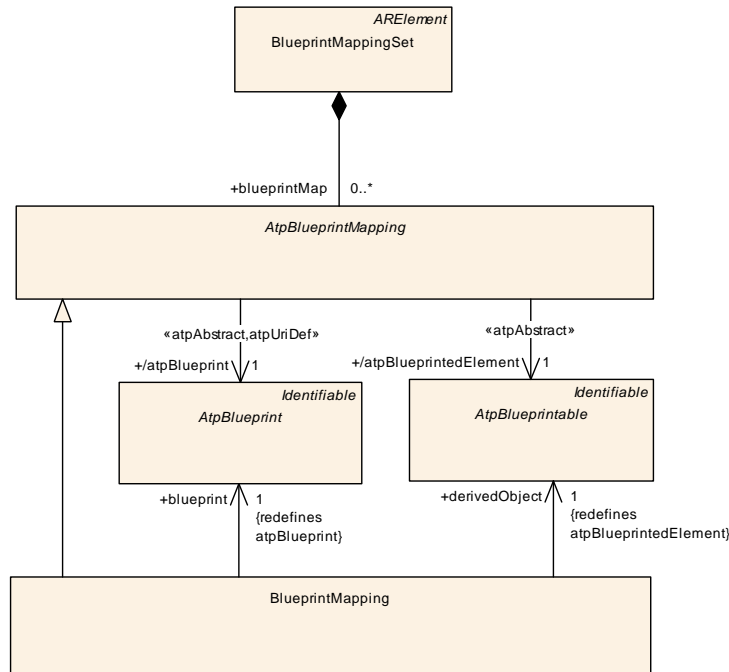 ARElement
BlueprintMappingSet
+blueprintMap 0..*
AtpBlueprintMapping
«atpAbstract,atpUriDef»
«atpAbstract»
+/atpBlueprint 1
+/atpBlueprintedElement 1
Identifiable
AtpBlueprint
Identifiable
AtpBlueprintable
+blueprint 1
{redefines
atpBlueprint}
+derivedObject 1
{redefines
atpBlueprintedElement}
BlueprintMapping